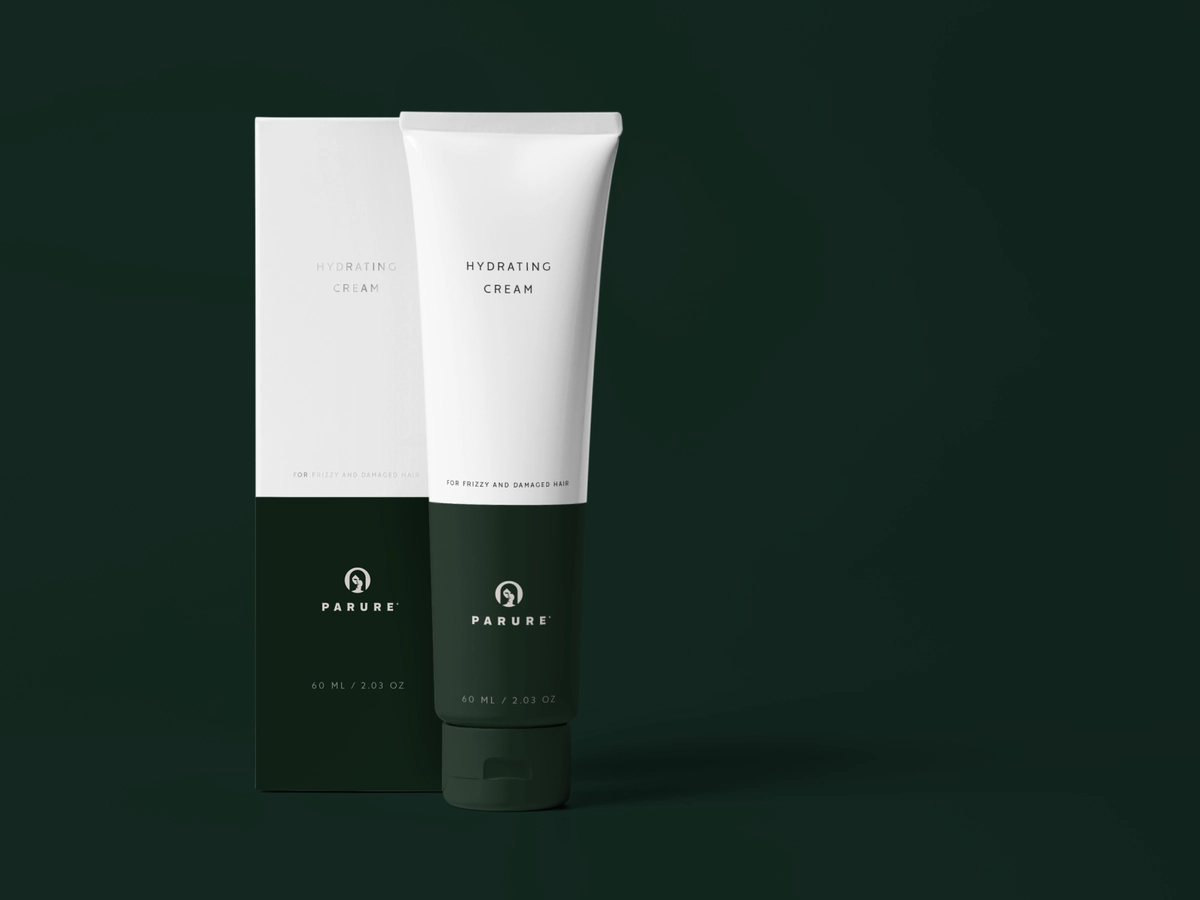 HYDRATING
CREAM
FOR FRIZZY AND DAMAGED HAIR
PARURE
60 ML / 2.03 OZ
HYDRATING
CREAM
FOR FRIZZY AND DAMAGED HAIR
PARURE
60 ML / 2.03 OZ